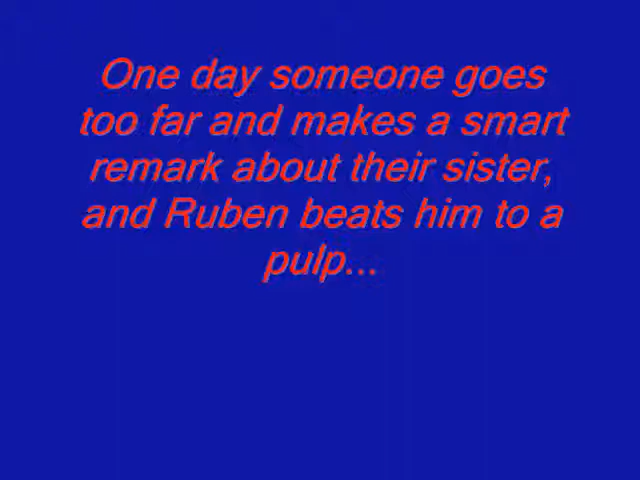 One day someone goes
too far and makes a smart
remark about their sister,
and Ruben beats him to a
pulp...